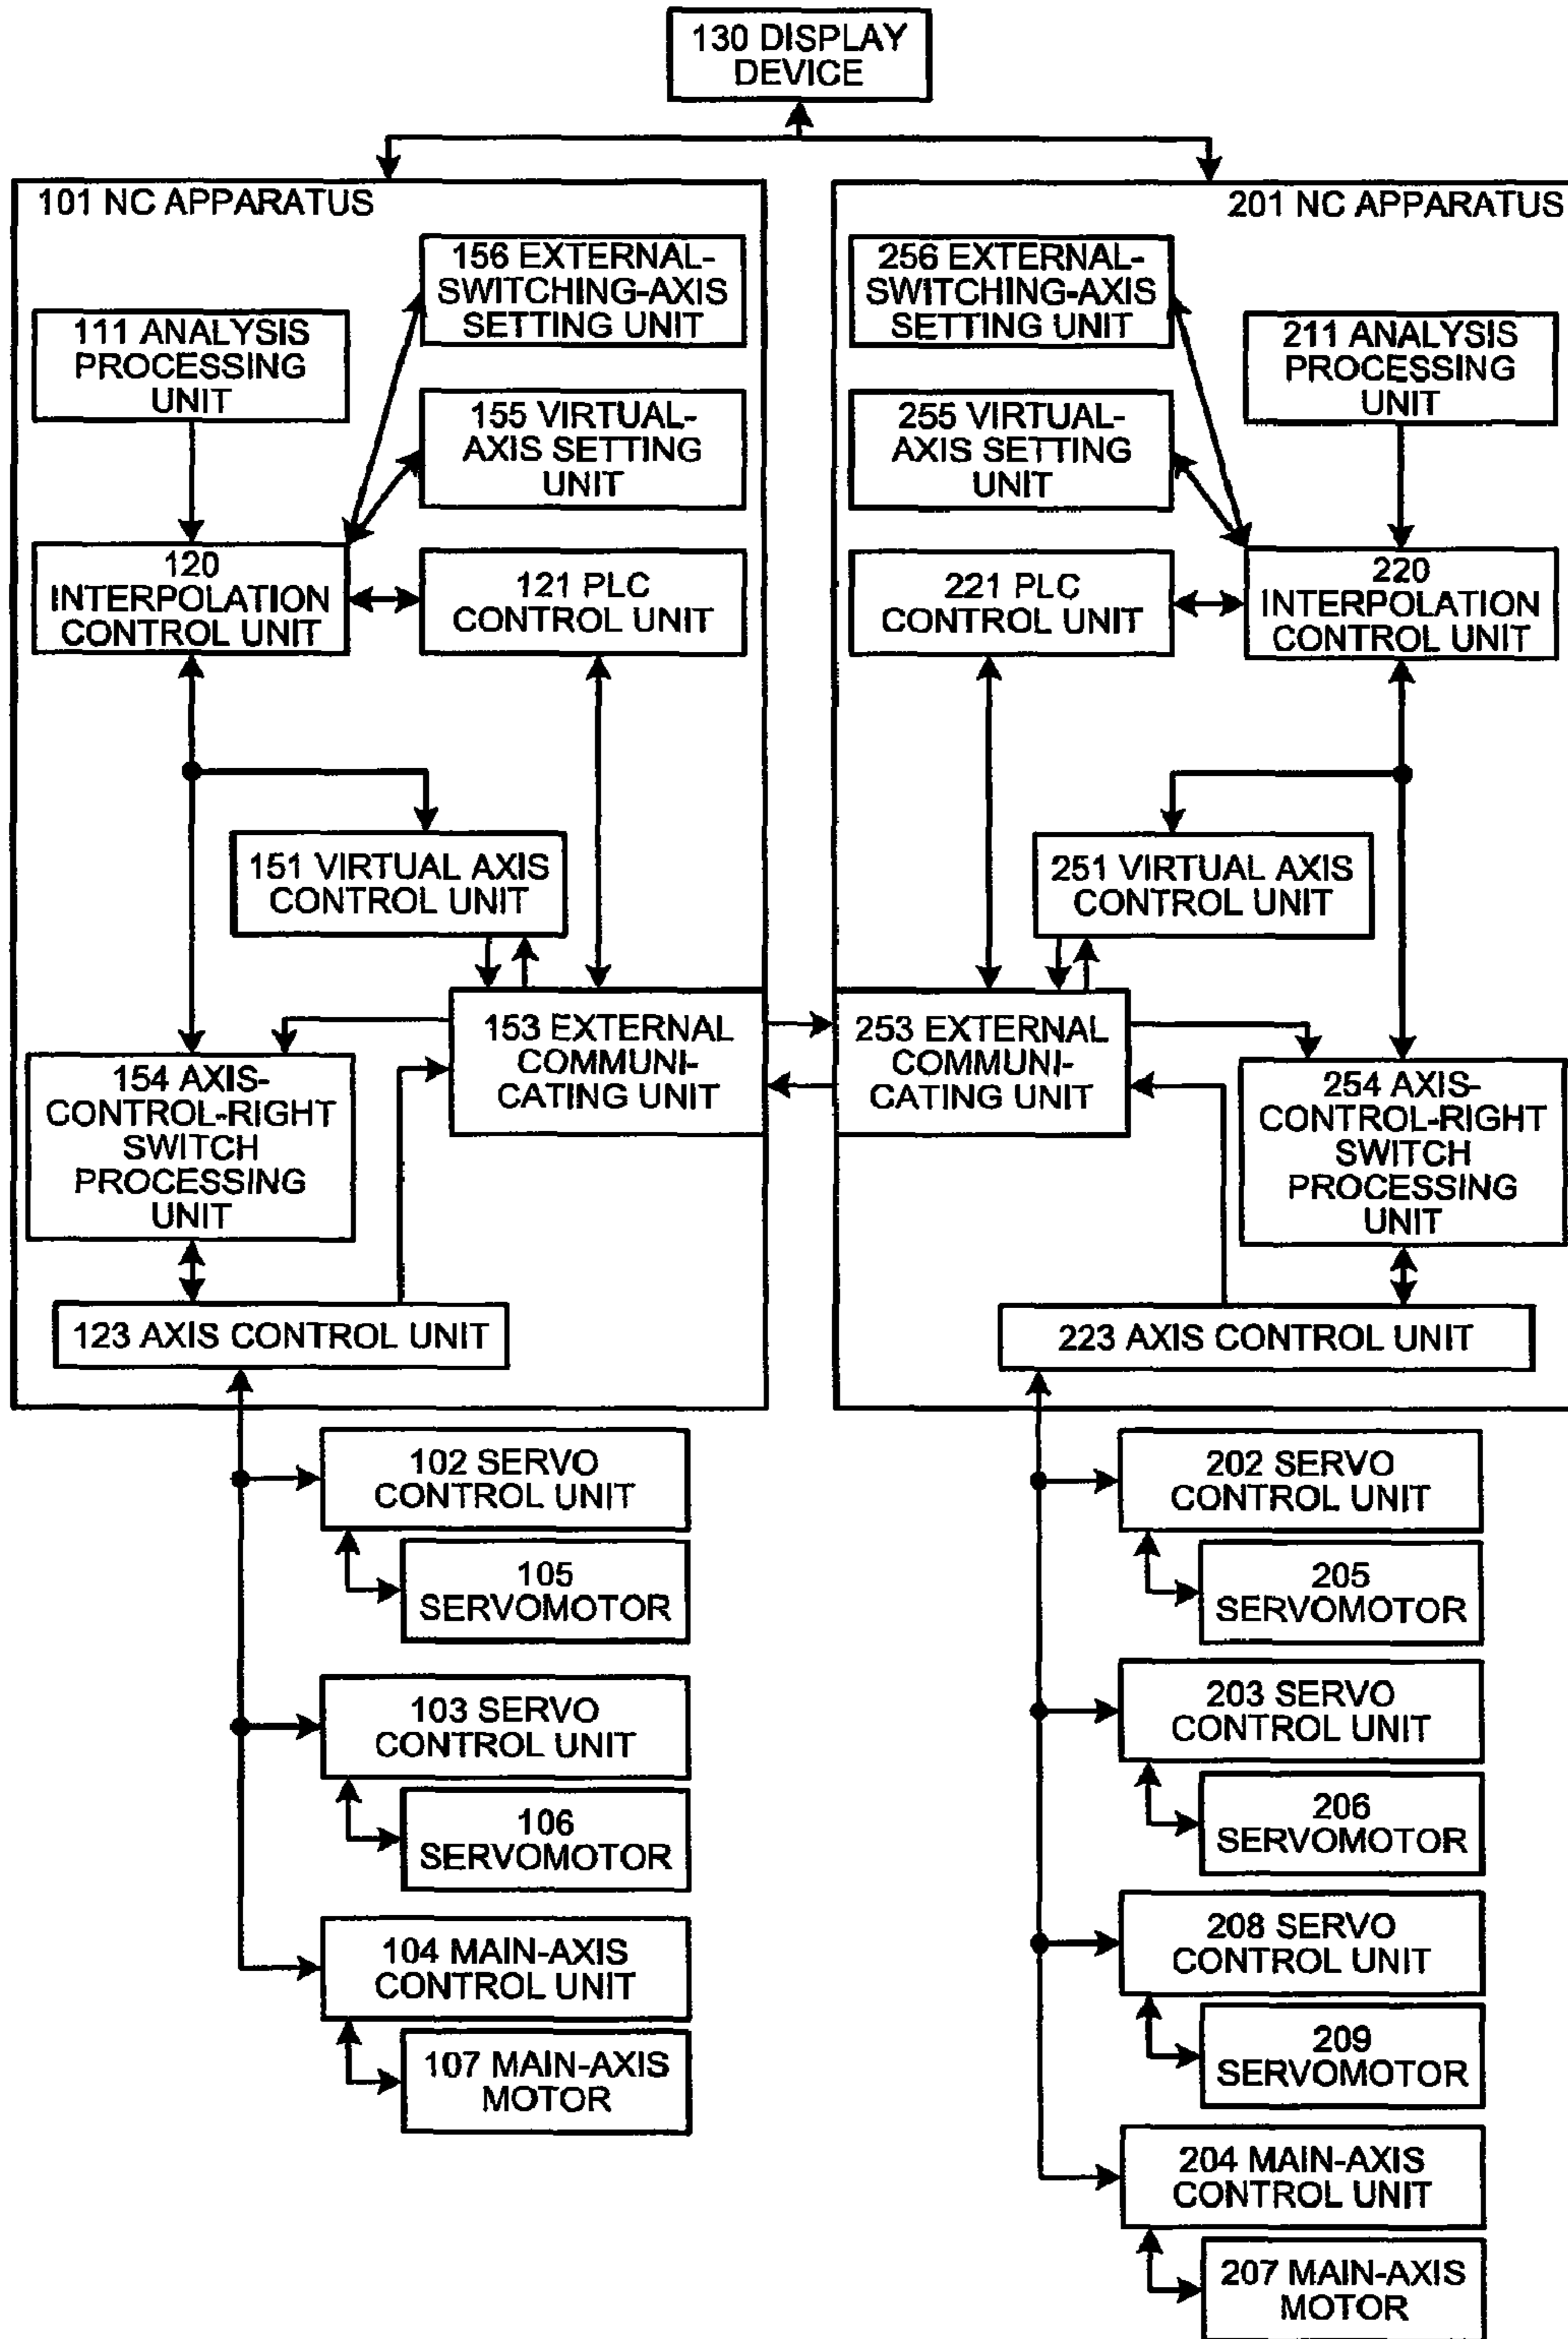 130 DISPLAY
DEVICE
101 NC APPARATUS
156 EXTERNAL-
SWITCHING-AXIS
SETTING UNIT
111 ANALYSIS
PROCESSING
UNIT
155 VIRTUAL-
AXIS SETTING
UNIT
120
INTERPOLATION
CONTROL UNIT
121 PLC
CONTROL UNIT
151 VIRTUAL AXIS
CONTROL UNIT
153 EXTERNAL
COMMUNI-
CATING UNIT
154 AXIS-
CONTROL-RIGHT
SWITCH
PROCESSING
UNIT
123 AXIS CONTROL UNIT
102 SERVO
CONTROL UNIT
105
SERVOMOTOR
103 SERVO
CONTROL UNIT
106
SERVOMOTOR
104 MAIN-AXIS
CONTROL UNIT
107 MAIN-AXIS
MOTOR
201 NC APPARATUS
256 EXTERNAL-
SWITCHING-AXIS
SETTING UNIT
211 ANALYSIS
PROCESSING
UNIT
255 VIRTUAL-
AXIS SETTING
UNIT
221 PLC
CONTROL UNIT
220
INTERPOLATION
CONTROL UNIT
251 VIRTUAL AXIS
CONTROL UNIT
253 EXTERNAL
COMMUNI-
CATING UNIT
254 AXIS-
CONTROL-RIGHT
SWITCH
PROCESSING
UNIT
223 AXIS CONTROL UNIT
202 SERVO
CONTROL UNIT
205
SERVOMOTOR
203 SERVO
CONTROL UNIT
206
SERVOMOTOR
208 SERVO
CONTROL UNIT
209
SERVOMOTOR
204 MAIN-AXIS
CONTROL UNIT
207 MAIN-AXIS
MOTOR